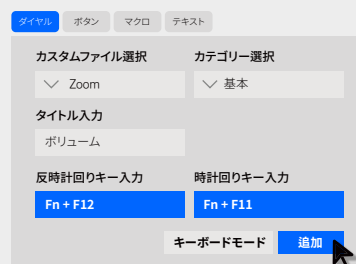 ダイヤル ボタン マクロ テキスト
カスタムファイル選択 カテゴリー選択
Zoom 基本
タイトル入力
ボリューム
反時計回りキー入力 時計回りキー入力
Fn + F12 Fn + F11
キーボードモード 追加